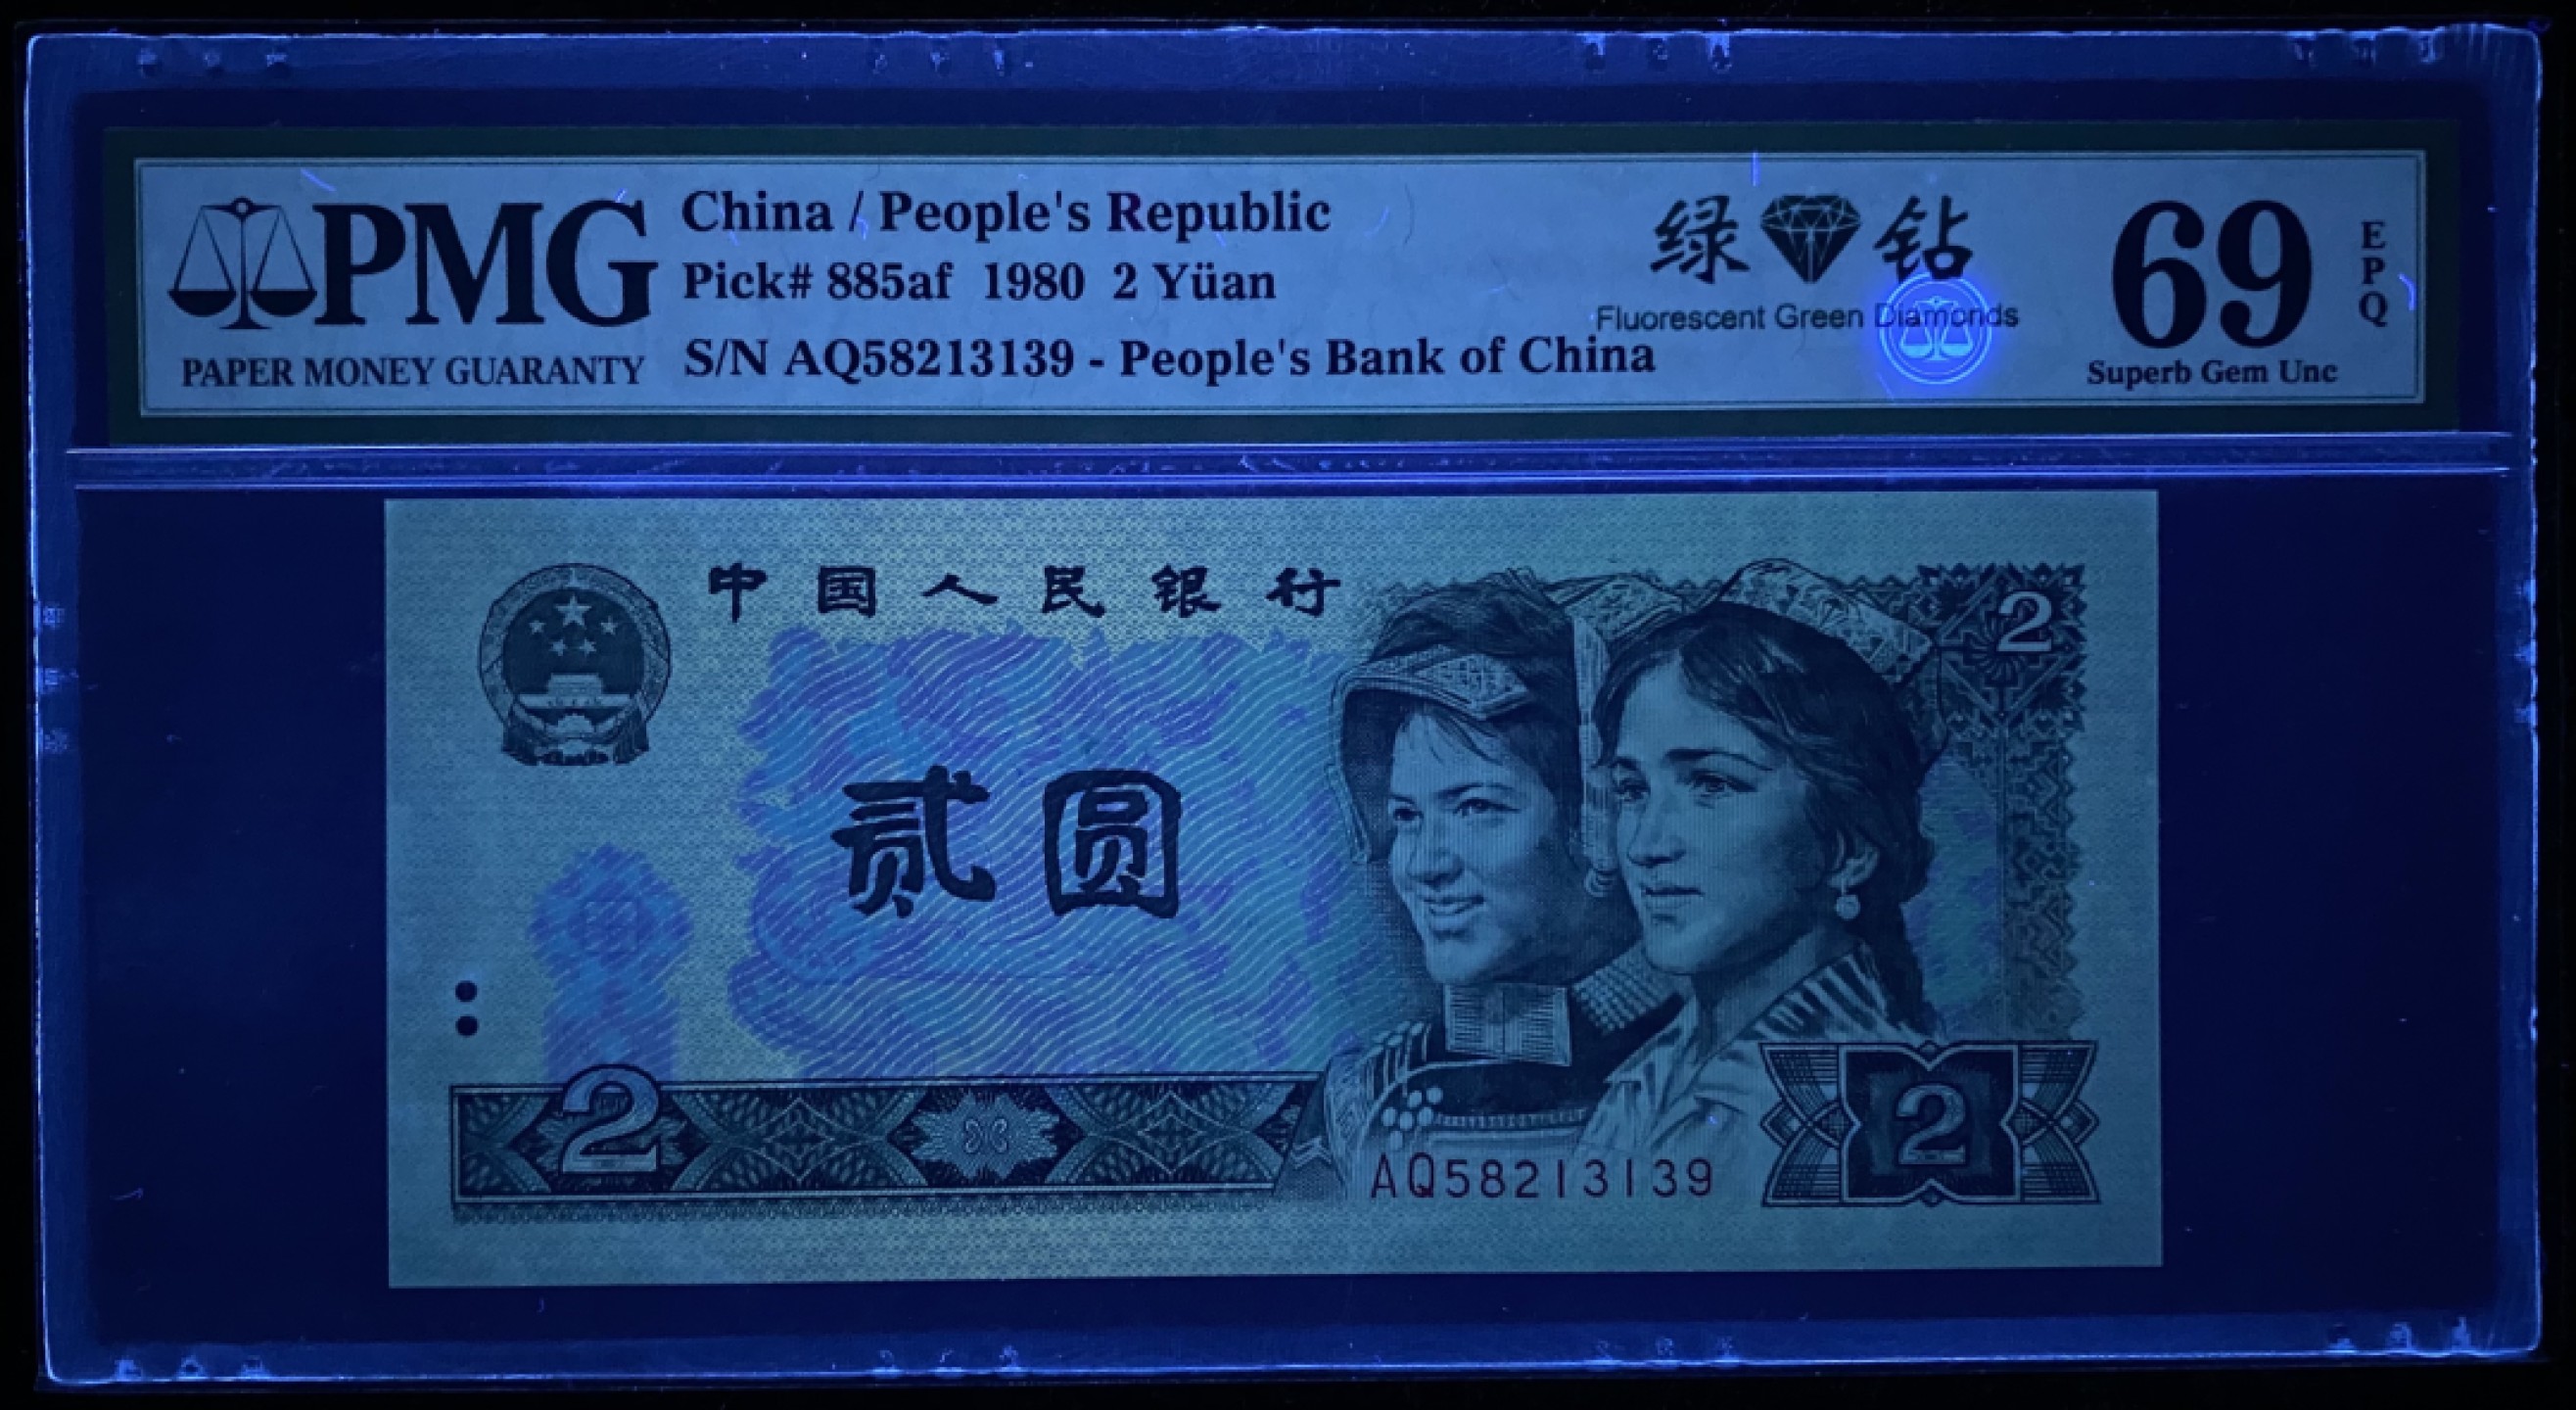 PMG
PAPER MONEY GUARANTY
China / People's Republic
Pick# 885af 1980 2 Yüan
S/N AQ58213139 - People's Bank of China
绿 钻
Fluorescent Green Diamonds
69
EPQ
Superb Gem Unc
中国人民银行
2
贰圆
2
AQ58213139
2